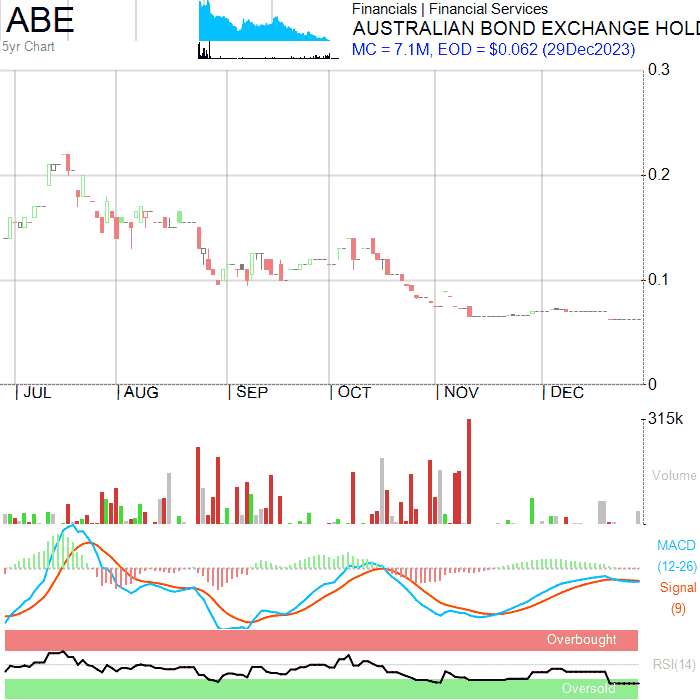 ABE
5yr Chart
Financials | Financial Services
AUSTRALIAN BOND EXCHANGE HOLD
MC = 7.1M, EOD = $0.062 (29Dec2023)
0.3
0.2
0.1
0
JUL AUG SEP OCT NOV DEC
315k
Volume
MACD
(12-26)
Signal
(9)
Overbought
RSI(14)
Oversold